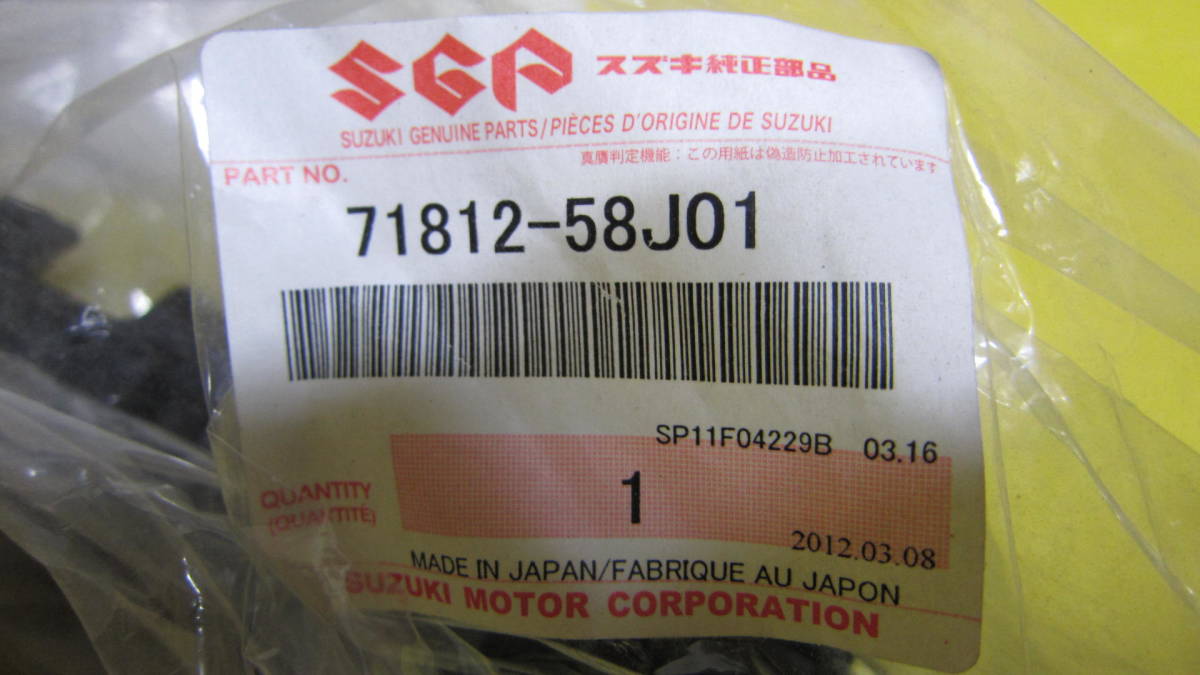 SGP スズキ純正部品
SUZUKI GENUINE PARTS/PIÈCES D'ORIGINE DE SUZUKI
真贋判定機能：この用紙は偽造防止加工されています
PART NO.
71812-58J01
SP11F04229B 03.16
QUANTITY
(QUANTITÉ)
1
2012.03.08
MADE IN JAPAN/FABRIQUE AU JAPON
SUZUKI MOTOR CORPORATION